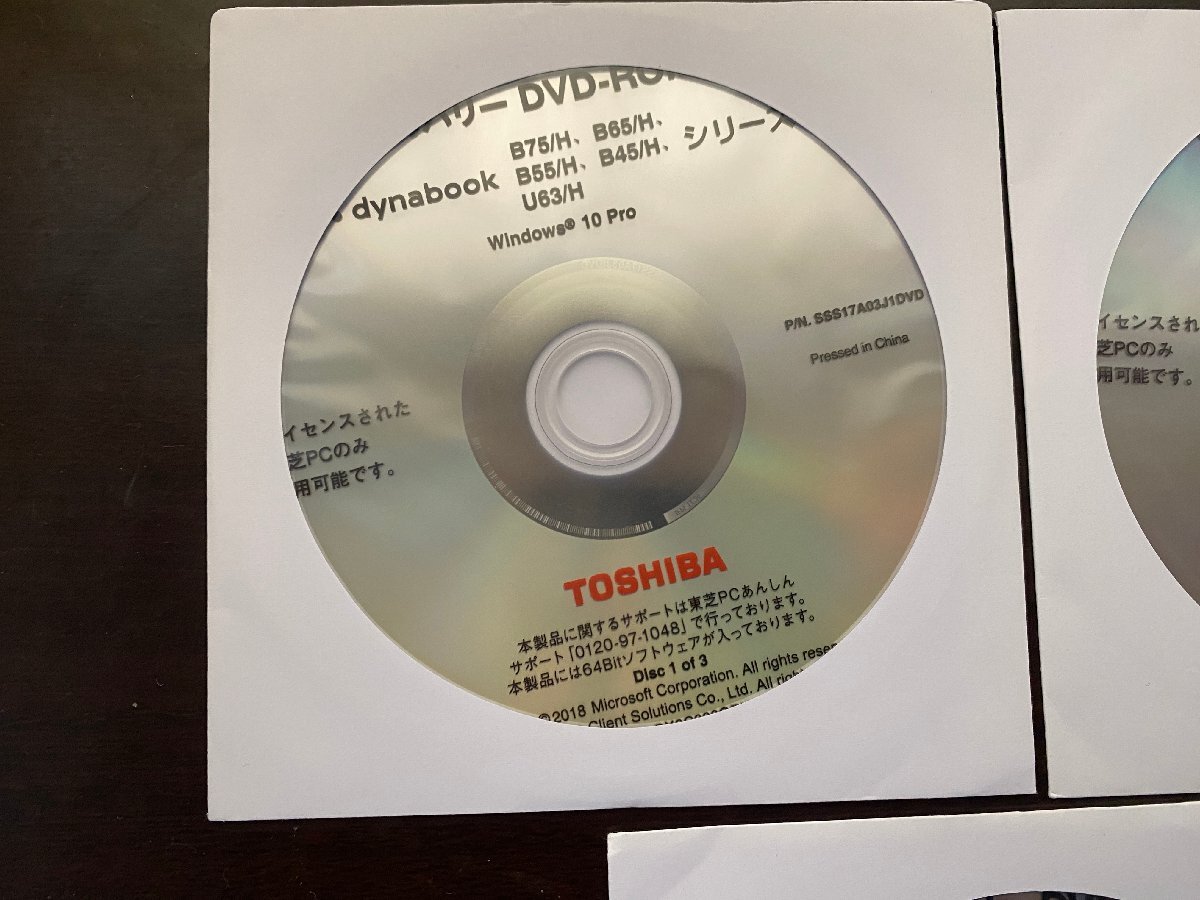 バリー DVD-RO
B75/H、B65/H、
dynabook B55/H、B45/H、シリーズ
U63/H
Windows® 10 Pro
P/N. SSS17A03J1DVD
Pressed in China
イセンスされた
芝PCのみ
用可能です。
TOSHIBA
本製品に関するサポートは東芝PCあんしん
サポート「0120-97-1048」で行っております。
本製品には64Bitソフトウェアが入っております。
Disc 1 of 3
©2018 Microsoft Corporation. All rights reser
Client Solutions Co., Ltd. All righ
イセンスされ
芝PCのみ
用可能です。